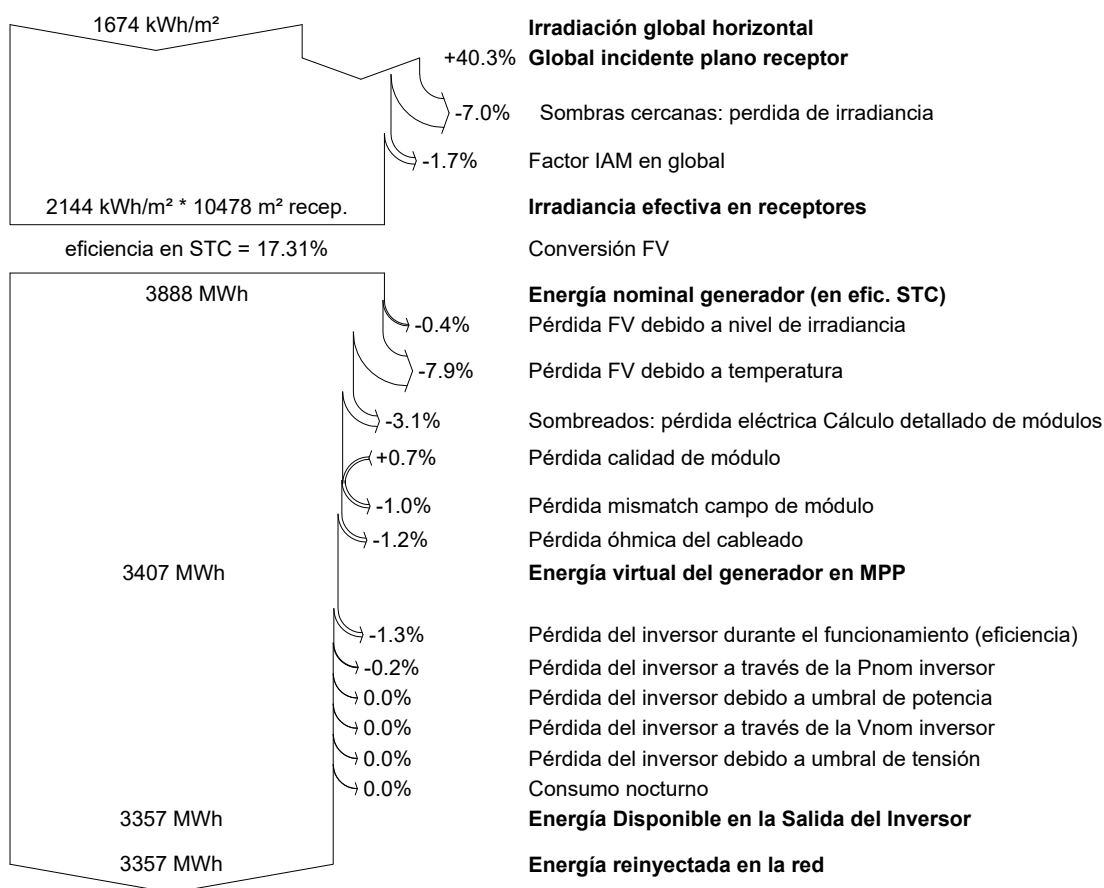 1674 kWh/m² Irradiación global horizontal
+40.3% Global incidente plano receptor
-7.0% Sombras cercanas: perdida de irradiancia
-1.7% Factor IAM en global
2144 kWh/m² * 10478 m² recep. Irradiancia efectiva en receptores
eficiencia en STC = 17.31% Conversión FV
3888 MWh Energía nominal generador (en efic. STC)
-0.4% Pérdida FV debido a nivel de irradiancia
-7.9% Pérdida FV debido a temperatura
-3.1% Sombreados: pérdida eléctrica Cálculo detallado de módulos
+0.7% Pérdida calidad de módulo
-1.0% Pérdida mismatch campo de módulo
-1.2% Pérdida óhmica del cableado
3407 MWh Energía virtual del generador en MPP
-1.3% Pérdida del inversor durante el funcionamiento (eficiencia)
-0.2% Pérdida del inversor a través de la Pnom inversor
0.0% Pérdida del inversor debido a umbral de potencia
0.0% Pérdida del inversor a través de la Vnom inversor
0.0% Pérdida del inversor debido a umbral de tensión
0.0% Consumo nocturno
3357 MWh Energía Disponible en la Salida del Inversor
3357 MWh Energía reinyectada en la red